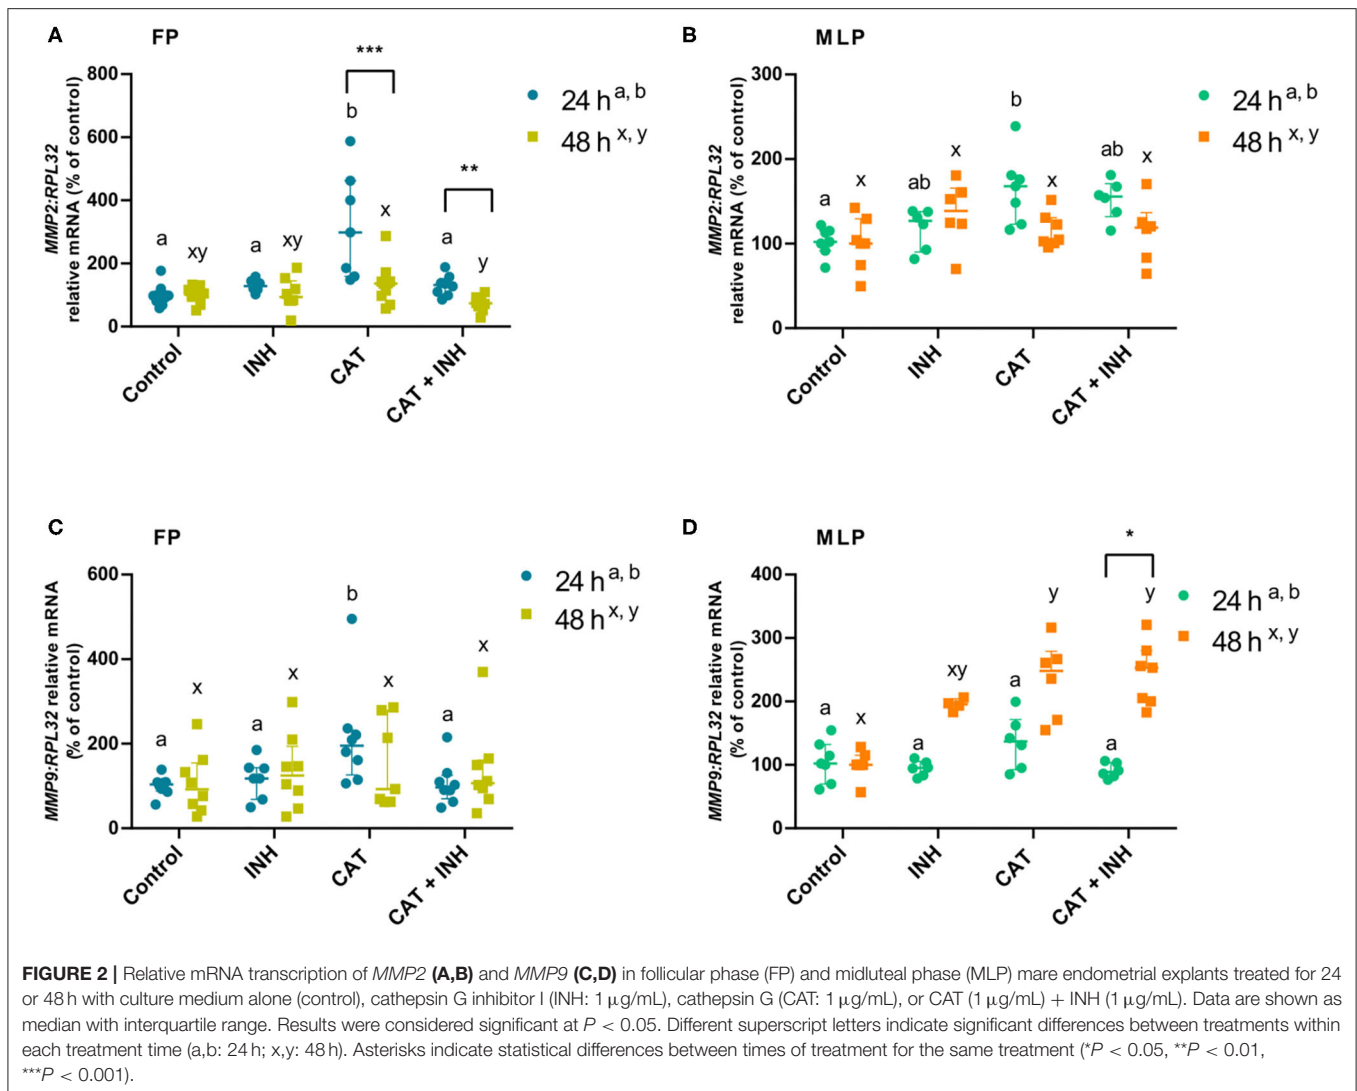 A
FP
***
MMP2:RPL32
relative mRNA (% of control)
800
600
400
200
0
a
xy
a
xy
b
x
**
a
y
24 h a, b
48 h x, y
Control
INH
CAT
CAT + INH
B
MLP
MMP2:RPL32
relative mRNA (% of control)
300
200
100
0
a
x
ab
x
b
x
ab
x
24 h a, b
48 h x, y
Control
INH
CAT
CAT + INH
C
FP
MMP9:RPL32 relative mRNA
(% of control)
600
400
200
0
a
x
a
x
b
x
a
x
24 h a, b
48 h x, y
Control
INH
CAT
CAT + INH
D
MLP
*
MMP9:RPL32 relative mRNA
(% of control)
400
300
200
100
0
a
x
a
xy
a
y
a
y
24 h a, b
48 h x, y
Control
INH
CAT
CAT + INH
FIGURE 2 | Relative mRNA transcription of MMP2 (A,B) and MMP9 (C,D) in follicular phase (FP) and midluteal phase (MLP) mare endometrial explants treated for 24
or 48 h with culture medium alone (control), cathepsin G inhibitor I (INH: 1 μg/mL), cathepsin G (CAT: 1 μg/mL), or CAT (1 μg/mL) + INH (1 μg/mL). Data are shown as
median with interquartile range. Results were considered significant at P < 0.05. Different superscript letters indicate significant differences between treatments within
each treatment time (a,b: 24 h; x,y: 48 h). Asterisks indicate statistical differences between times of treatment for the same treatment (*P < 0.05, **P < 0.01,
***P < 0.001).